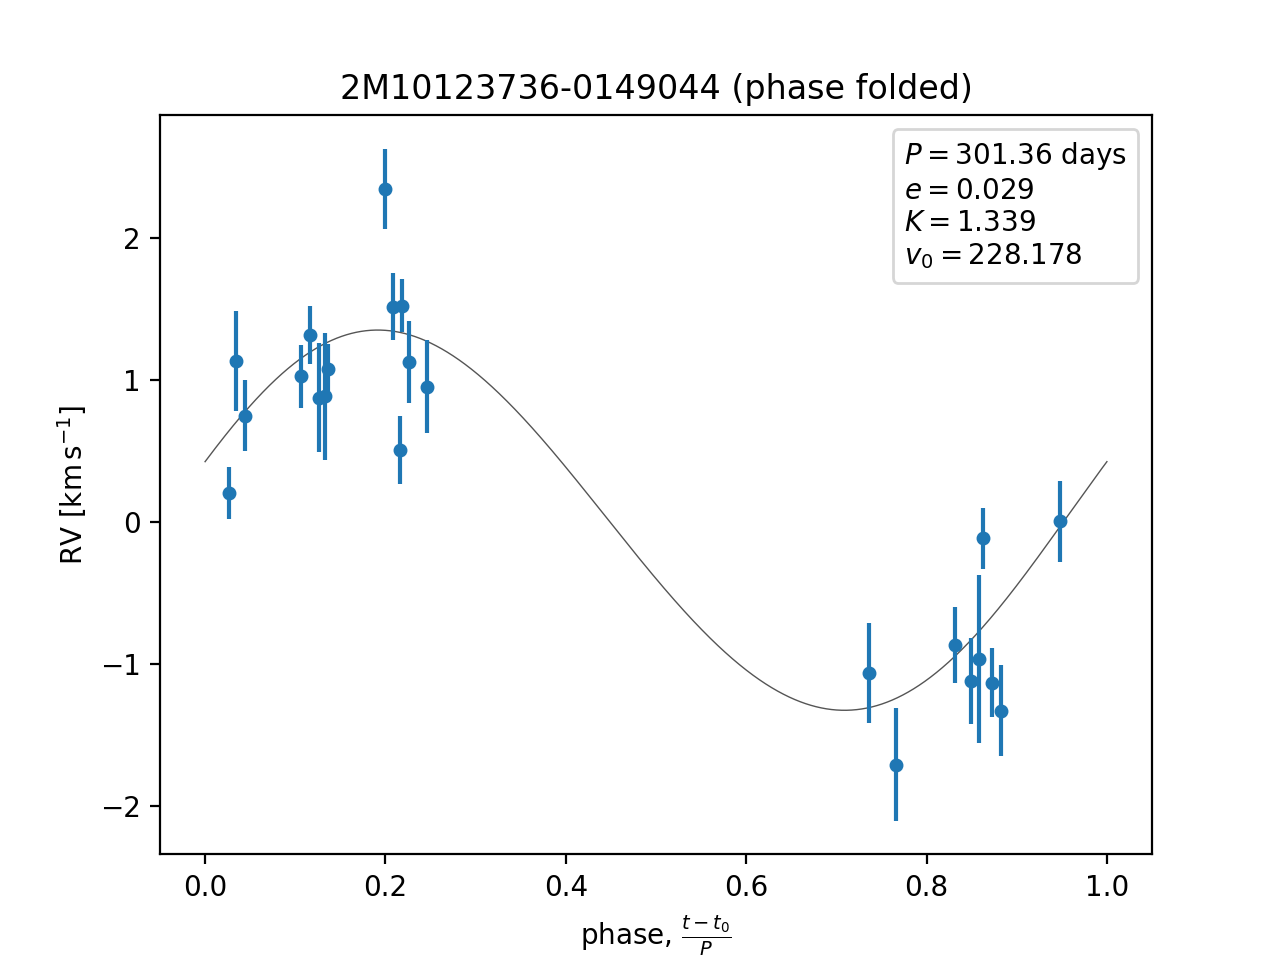 2M10123736-0149044 (phase folded)
P = 301.36 days
e = 0.029
K = 1.339
v₀ = 228.178
RV [km s⁻¹]
2
1
0
−1
−2
0.0 0.2 0.4 0.6 0.8 1.0
phase, (t − t₀)/P